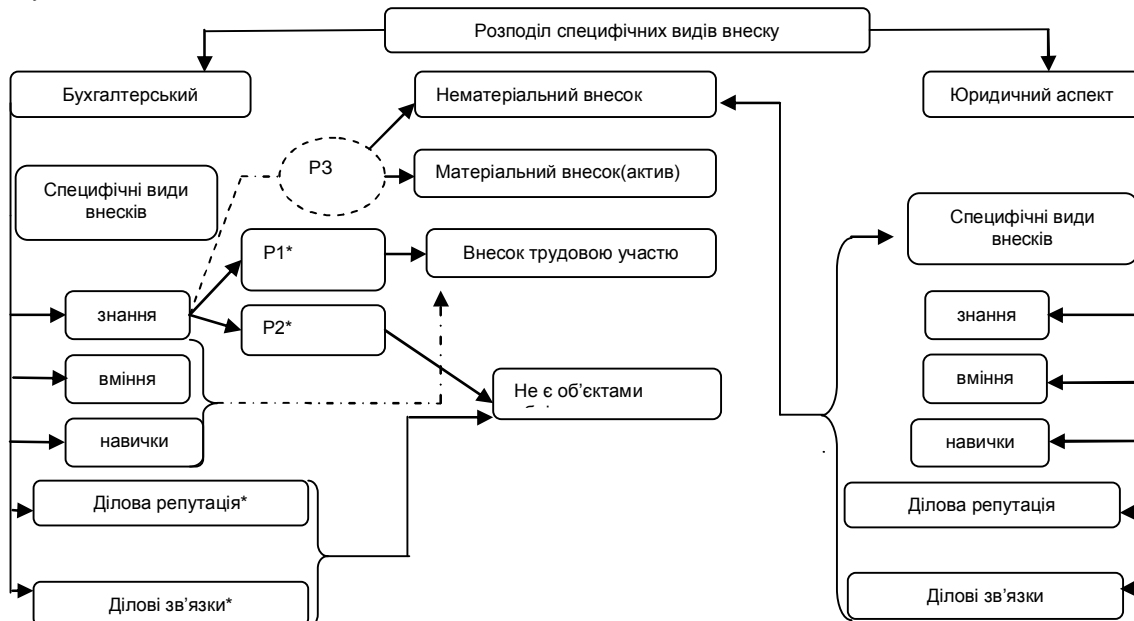 Розподіл специфічних видів внеску
Бухгалтерський
Нематеріальний внесок
Юридичний аспект
Р3
Матеріальний внесок(актив)
Специфічні види
внесків
Специфічні види
внесків
Р1*
Внесок трудовою участю
знання
Р2*
знання
вміння
Не є об’єктами
вміння
навички
навички
Ділова репутація*
Ділова репутація
Ділові зв’язки*
Ділові зв’язки